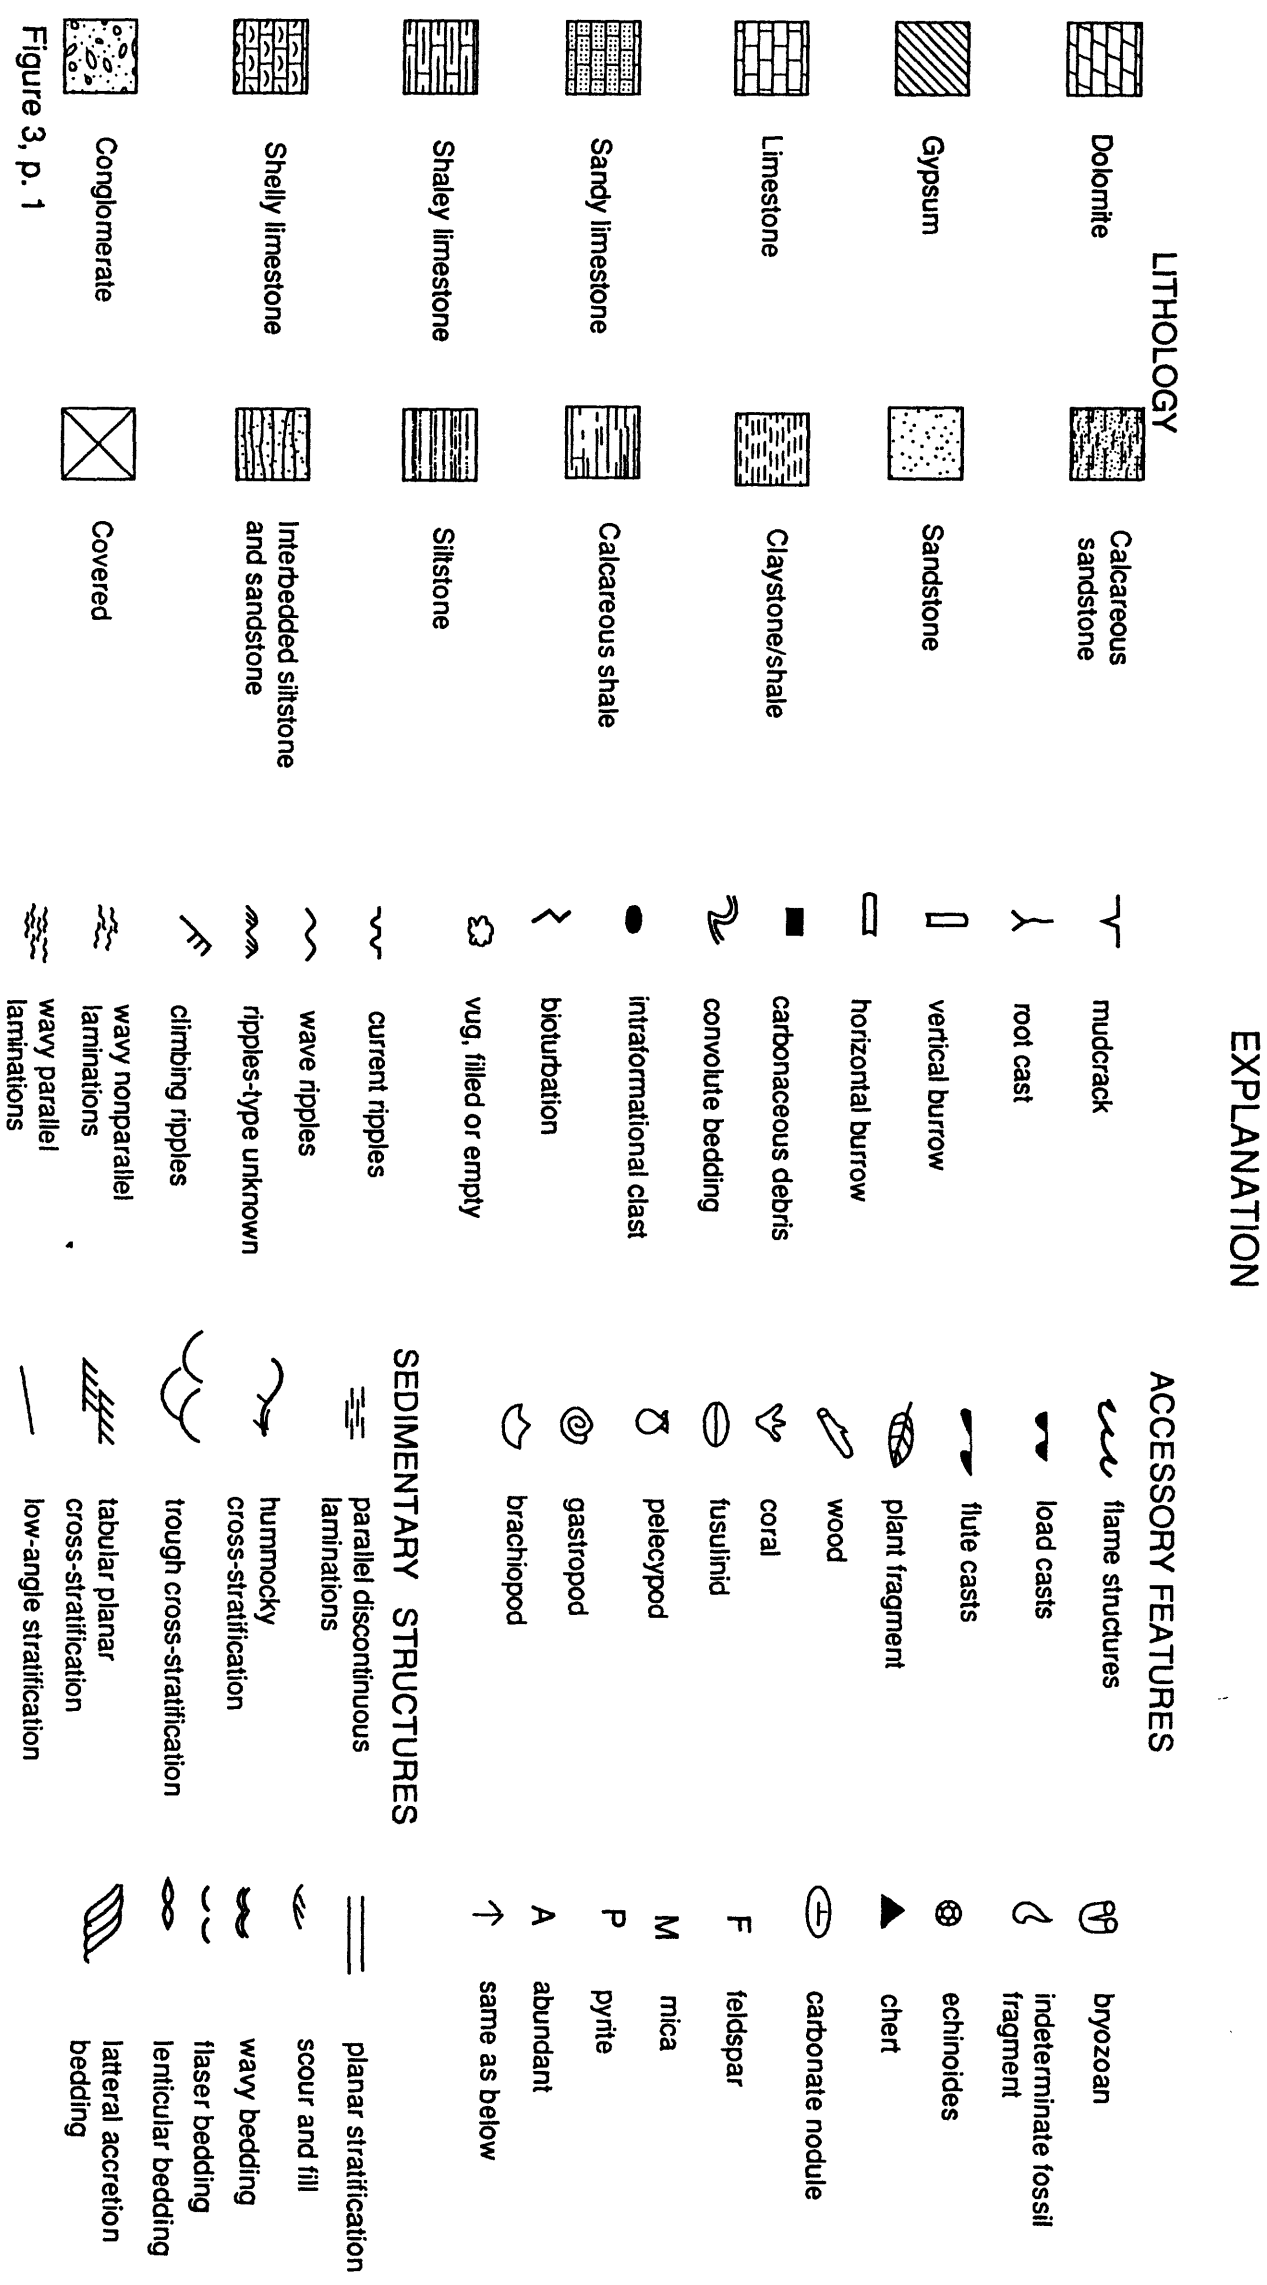 EXPLANATION
LITHOLOGY
Dolomite
Gypsum
Limestone
Sandy limestone
Shaley limestone
Shelly limestone
Conglomerate
Calcareous
sandstone
Sandstone
Claystone/shale
Calcareous shale
Siltstone
Interbedded siltstone
and sandstone
Covered
ACCESSORY FEATURES
mudcrack
root cast
vertical burrow
horizontal burrow
carbonaceous debris
convolute bedding
intraformational clast
bioturbation
vug, filled or empty
flame structures
load casts
flute casts
plant fragment
wood
coral
fusulinid
pelecypod
gastropod
brachiopod
bryozoan
indeterminate fossil
fragment
echinoides
chert
carbonate nodule
F feldspar
M mica
P pyrite
A abundant
same as below
SEDIMENTARY STRUCTURES
current ripples
wave ripples
ripples-type unknown
climbing ripples
wavy nonparallel
laminations
wavy parallel
laminations
parallel discontinuous
laminations
hummocky
cross-stratification
trough cross-stratification
tabular planar
cross-stratification
low-angle stratification
planar stratification
scour and fill
wavy bedding
flaser bedding
lenticular bedding
latteral accretion
bedding
Figure 3, p. 1